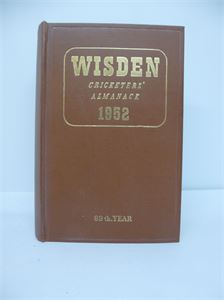 WISDEN
CRICKETERS'
ALMANACK
1952
89th. YEAR